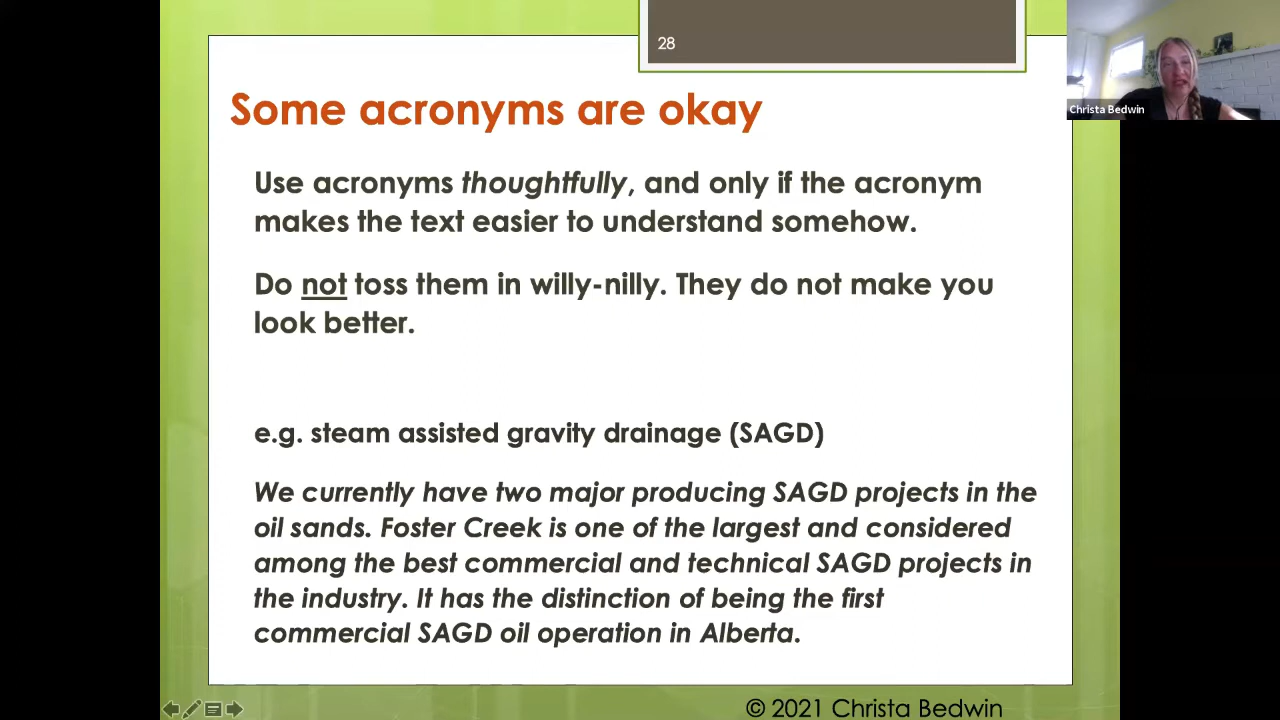 28
Christa Bedwin
Some acronyms are okay
Use acronyms thoughtfully, and only if the acronym
makes the text easier to understand somehow.
Do not toss them in willy-nilly. They do not make you
look better.
e.g. steam assisted gravity drainage (SAGD)
We currently have two major producing SAGD projects in the
oil sands. Foster Creek is one of the largest and considered
among the best commercial and technical SAGD projects in
the industry. It has the distinction of being the first
commercial SAGD oil operation in Alberta.
© 2021 Christa Bedwin